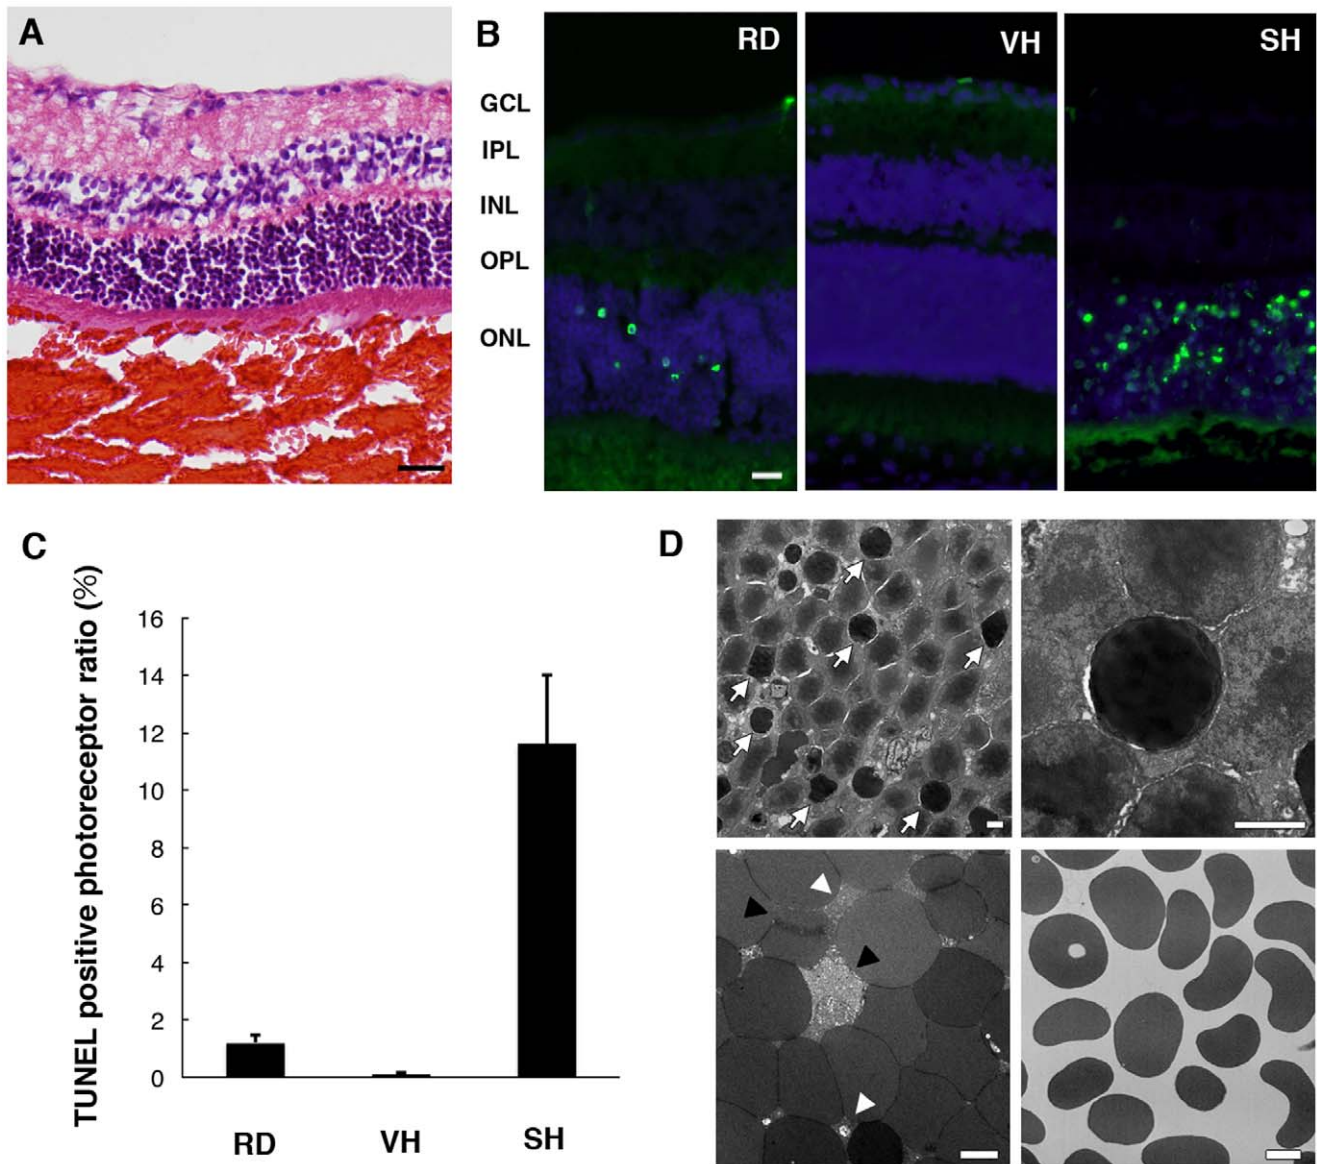 A
B
RD
VH
SH
GCL
IPL
INL
OPL
ONL
C
TUNEL positive photoreceptor ratio (%)
16
14
12
10
8
6
4
2
0
RD
VH
SH
D